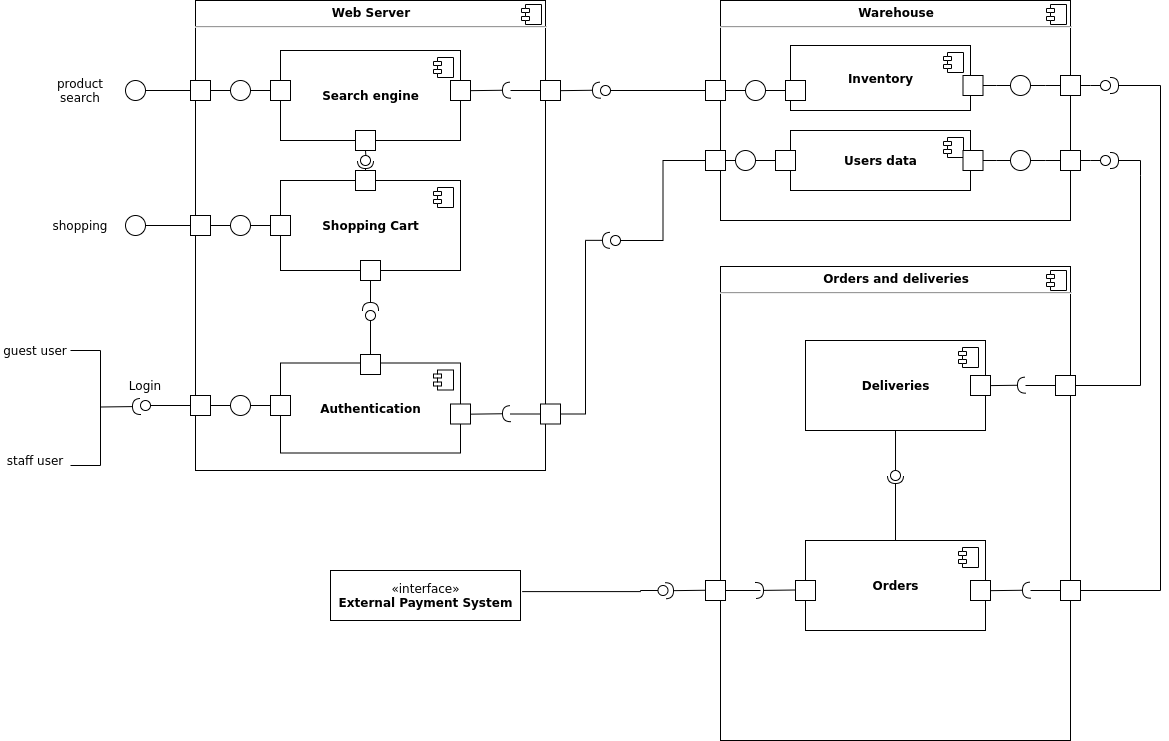 Web Server
Warehouse
product
search
Search engine
Inventory
Users data
shopping
Shopping Cart
Orders and deliveries
guest user
Login
Authentication
staff user
Deliveries
Orders
«interface»
External Payment System